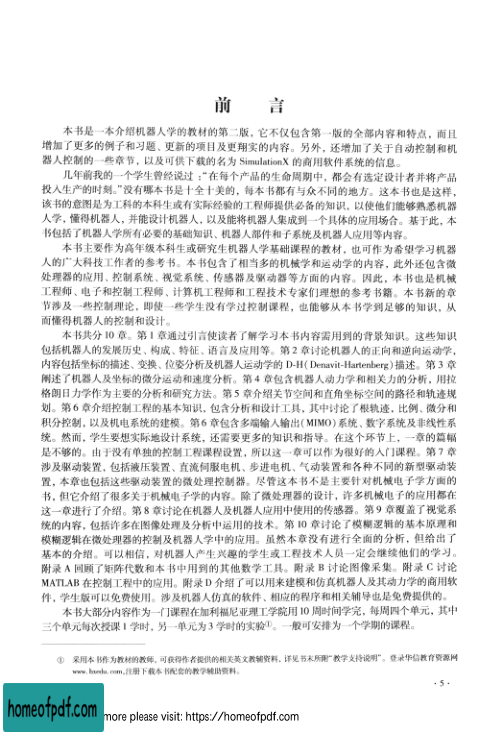 前 言
本书是一本介绍机器人学的教材的第二版，它不仅包含第一版的全部内容和特点，而且
增加了更多的例子和习题、更新的项目及更翔实的内容。另外，还增加了关于自动控制和机
器人控制的一些章节，以及可供下载的名为 SimulationX 的商用软件系统的信息。
几年前我的一个学生曾经说过：“在每个产品的生命周期中，都会有选定设计者并将产品
投入生产的时刻。”没有哪本书是十全十美的，每本书都有与众不同的地方。这本书也是这样，
该书的意图是为工科的本科生或有实际经验的工程师提供必备的知识，以使他们能够熟悉机器
人学，懂得机器人，并能设计机器人，以及能将机器人集成到一个具体的应用场合。基于此，本
书包括了机器人学所有必要的基础知识、机器人部件和子系统及机器人应用等内容。
本书主要作为高年级本科生或研究生机器人学基础课程的教材，也可作为希望学习机器
人的广大科技工作者的参考书。本书包含了相当多的机械学和运动学的内容，此外还包含微
处理器的应用、控制系统、视觉系统、传感器及驱动器等方面的内容。因此，本书也是机械
工程师、电子和控制工程师、计算机工程师和工程技术专家们理想的参考书籍。本书新的章
节涉及一些控制理论，即使一些学生没有学过控制课程，也能够从本书学到足够的知识，从
而懂得机器人的控制和设计。
本书共分 10 章。第 1 章通过引言使读者了解学习本书内容需用到的背景知识。这些知识
包括机器人的发展历史、构成、特征、语言及应用等。第 2 章讨论机器人的正向和逆向运动学，
内容包括坐标的描述、变换、位姿分析及机器人运动学的 D-H（Denavit-Hartenberg）描述。第 3 章
阐述了机器人及坐标的微分运动和速度分析。第 4 章包含机器人动力学和相关力的分析，用拉
格朗日力学作为主要的分析和研究方法。第 5 章介绍关节空间和直角坐标空间的路径和轨迹规
划。第 6 章介绍控制工程的基本知识，包含分析和设计工具，其中讨论了根轨迹，比例、微分和
积分控制，以及机电系统的建模。第 6 章包含多端输入输出（MIMO）系统、数字系统及非线性系
统。然而，学生要想实际地设计系统，还需要更多的知识和指导。在这个环节上，一章的篇幅
是不够的。由于没有单独的控制工程课程设置，所以这一章可以作为很好的入门课程。第 7 章
涉及驱动装置，包括液压装置、直流伺服电机、步进电机、气动装置和各种不同的新型驱动装
置，本章也包括这些驱动装置的微处理控制器。尽管这本书不是主要针对机械电子学方面的
书，但它介绍了很多关于机械电子学的内容。除了微处理器的设计，许多机械电子的应用都在
这一章进行了介绍。第 8 章讨论在机器人及机器人应用中使用的传感器。第 9 章覆盖了视觉系
统的内容，包括许多在图像处理及分析中运用的技术。第 10 章讨论了模糊逻辑的基本原理和
模糊逻辑在微处理器的控制及机器人学中的应用。虽然本章没有进行全面的分析，但给出了
基本的介绍。可以相信，对机器人产生兴趣的学生或工程技术人员一定会继续他们的学习。
附录 A 回顾了矩阵代数和本书中用到的其他数学工具。附录 B 讨论图像采集。附录 C 讨论
MATLAB 在控制工程中的应用。附录 D 介绍了可以用来建模和仿真机器人及其动力学的商用软
件，学生版可以免费使用。涉及机器人仿真的软件、相应的程序和相关辅导也是免费提供的。
本书大部分内容作为一门课程在加利福尼亚理工学院用 10 周时间学完，每周四个单元，其中
三个单元每次授课 1 学时，另一单元为 3 学时的实验①。一般可安排为一个学期的课程。
① 采用本书作为教材的教师，可获得作者提供的相关英文教辅资料，详见书末所附“教学支持说明”。登录华信教育资源网
www.hxedu.com,注册下载本书配套的教学辅助资料。
· 5 ·
homeofpdf.com
more please visit: https://homeofpdf.com